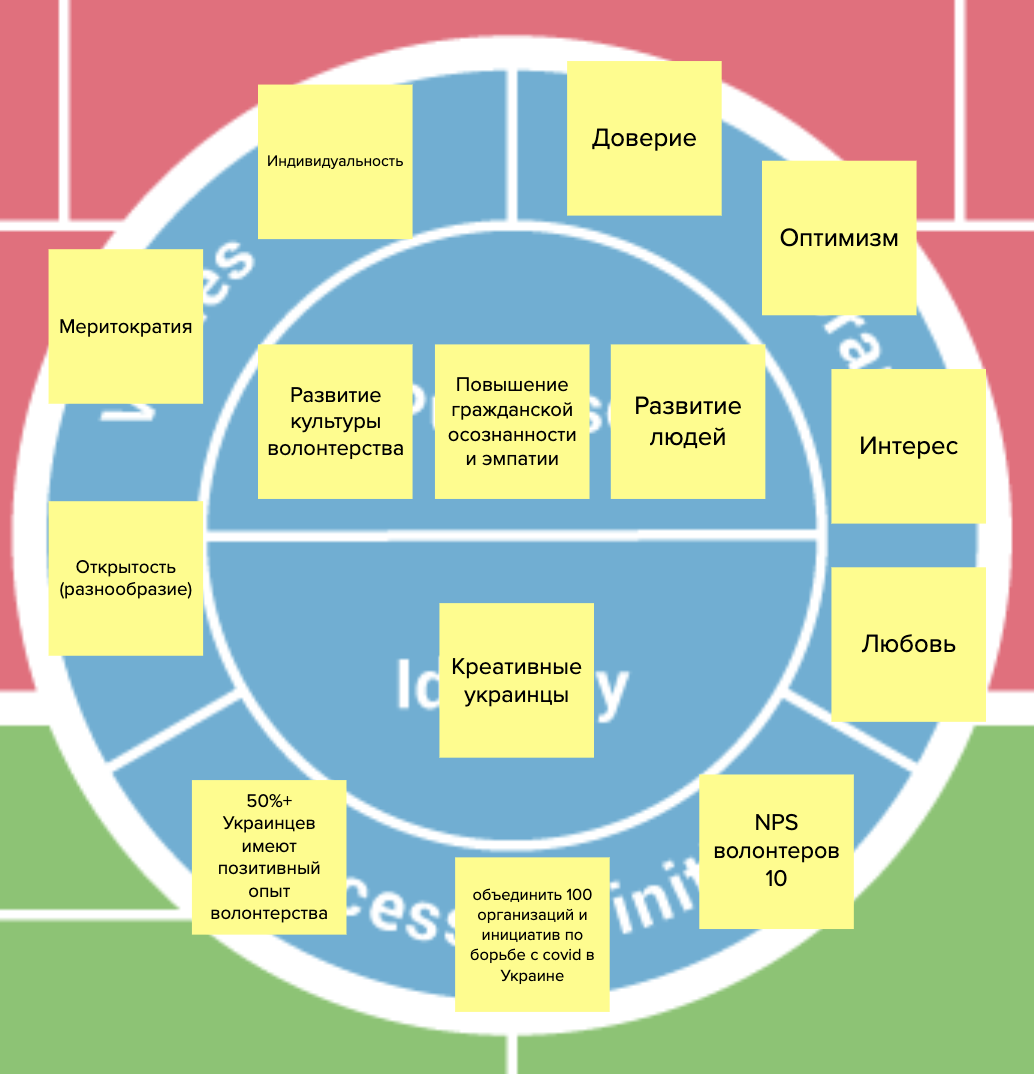 Индивидуальность
Доверие
Оптимизм
Меритократия
Развитие
культуры
волонтерства
Повышение
гражданской
осознанности
и эмпатии
Развитие
людей
Интерес
Открытость
(разнообразие)
Любовь
Креативные
украинцы
50%+
Украинцев
имеют
позитивный
опыт
волонтерства
объединить 100
организаций и
инициатив по
борьбе с covid в
Украине
NPS
волонтеров
10